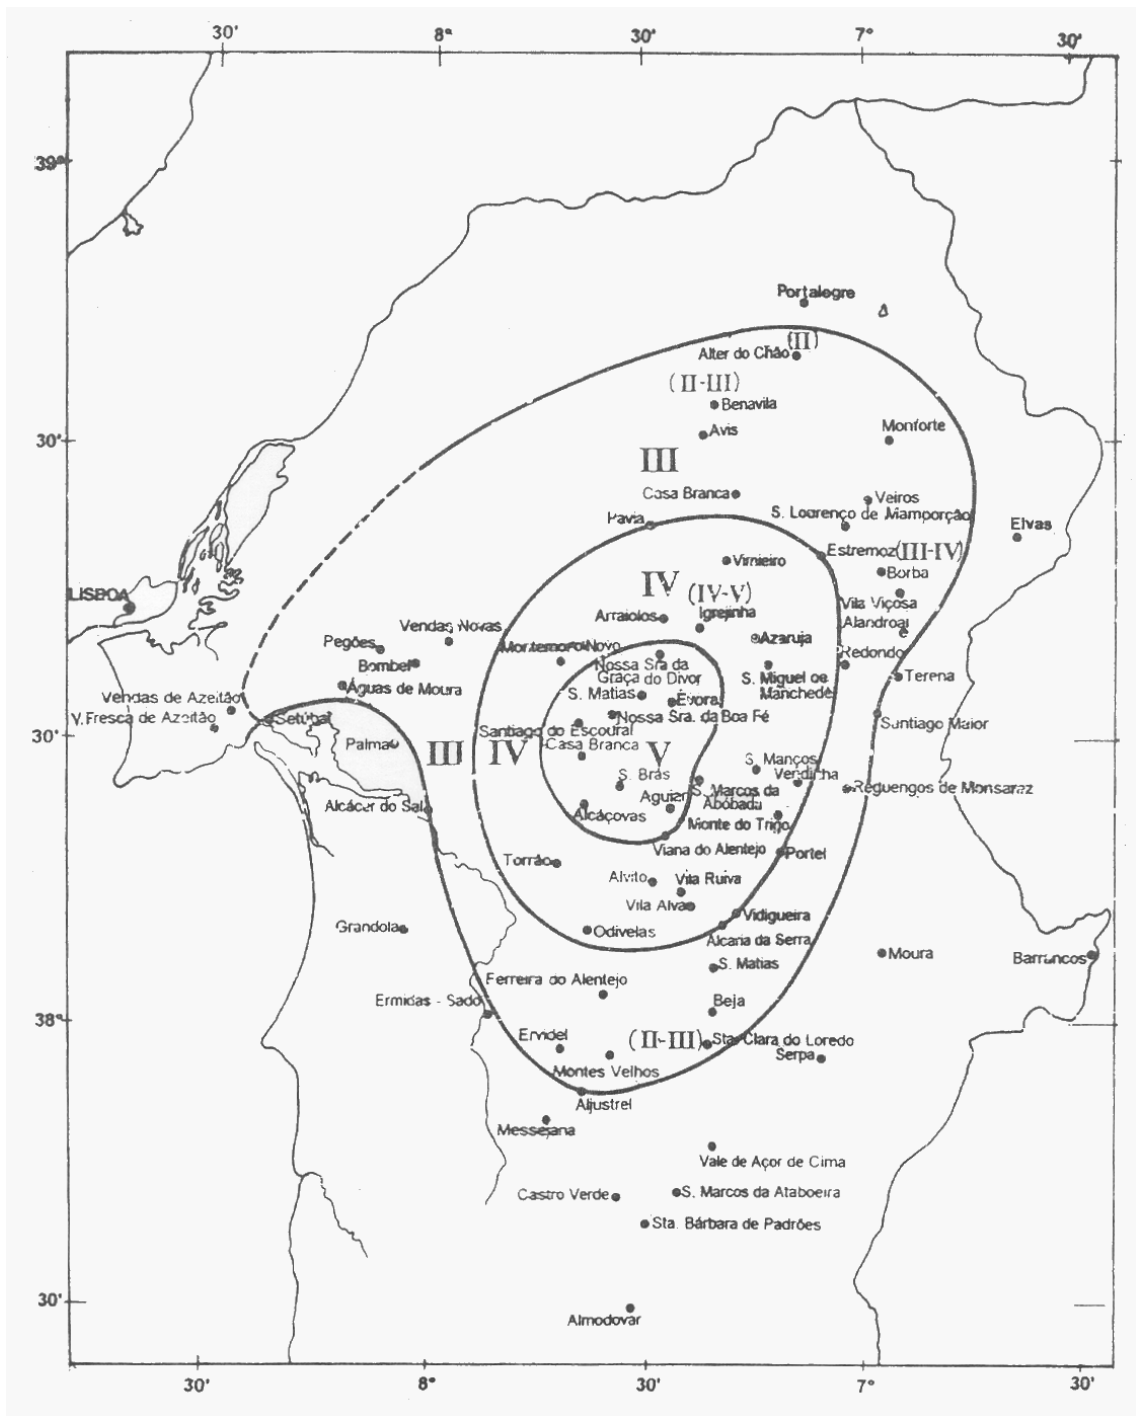 30' 8° 30' 7° 30'
39°
Portalegre
(II)
Alter do Chão
(II-III)
Benavila
Monforte
Avis
30'
III
Casa Branca
Veiros
S. Lourenço de Mamporção
Pavia
Elvas
Estremoz (III-IV)
Vimieiro
Borba
IV
(IV-V)
LISBOA
Vila Viçosa
Igrejinha
Arraiolos
Alandroal
Vendas Novas
Azaruja
Pegões
Montemor-o-Novo
Redondo
Bombel
Nossa Sra da
Graça do Divor
S. Miguel de
Manchede
Terena
Águas de Moura
S. Matias
Évora
Vendas de Azeitão
V. Fresca de Azeitão
Setúbal
Nossa Sra. da Boa Fé
Santiago Maior
Santiago do Escoural
30'
Palma
III
IV
Casa Branca
V
S. Manços
S. Brás
Verdinha
Reguengos de Monsaraz
Aguiar
S. Marcos da
Abóbada
Alcácer do Sal
Alcáçovas
Monte do Trigo
Viana do Alentejo
Portel
Torrão
Alvito
Vila Ruiva
Vila Alva
Vidigueira
Grandola
Odivelas
Alcaria da Serra
Moura
Barrancos
S. Matias
Ferreira do Alentejo
Ermidas - Sado
Beja
38°
Ervidel
(II-III)
Sta. Clara do Loredo
Serpa
Montes Velhos
Aljustrel
Messejana
Vale de Açor de Cima
Castro Verde
S. Marcos da Ataboeira
Sta. Bárbara de Padrões
30'
Almodovar
30' 8° 30' 7° 30'